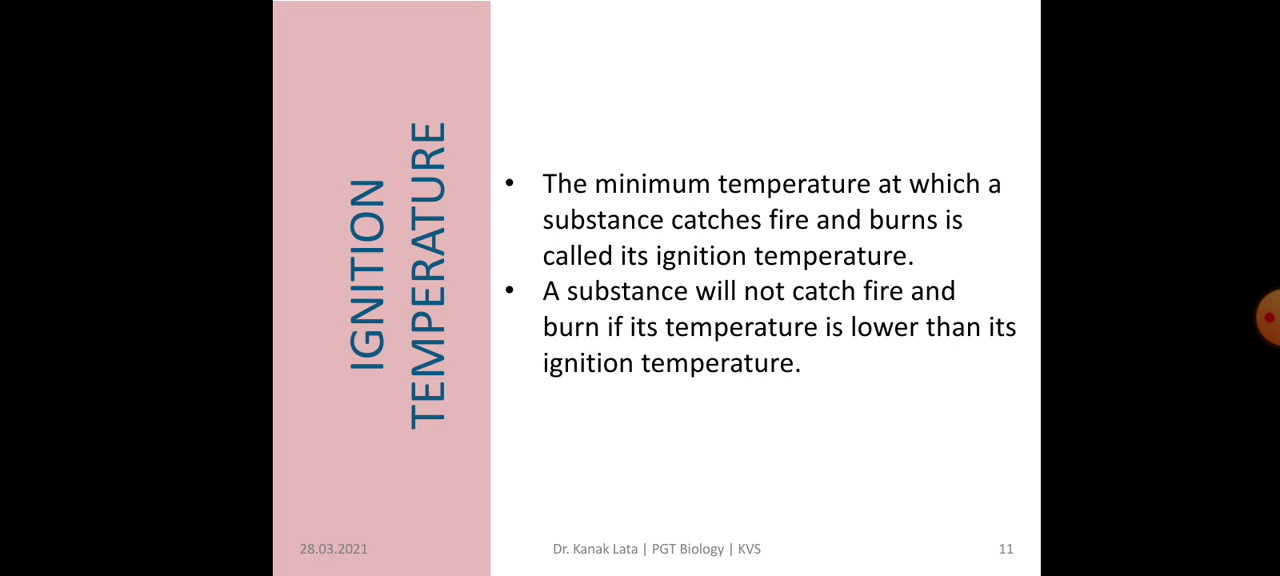 IGNITION
TEMPERATURE
• The minimum temperature at which a
substance catches fire and burns is
called its ignition temperature.
• A substance will not catch fire and
burn if its temperature is lower than its
ignition temperature.
28.03.2021
Dr. Kanak Lata | PGT Biology | KVS
11